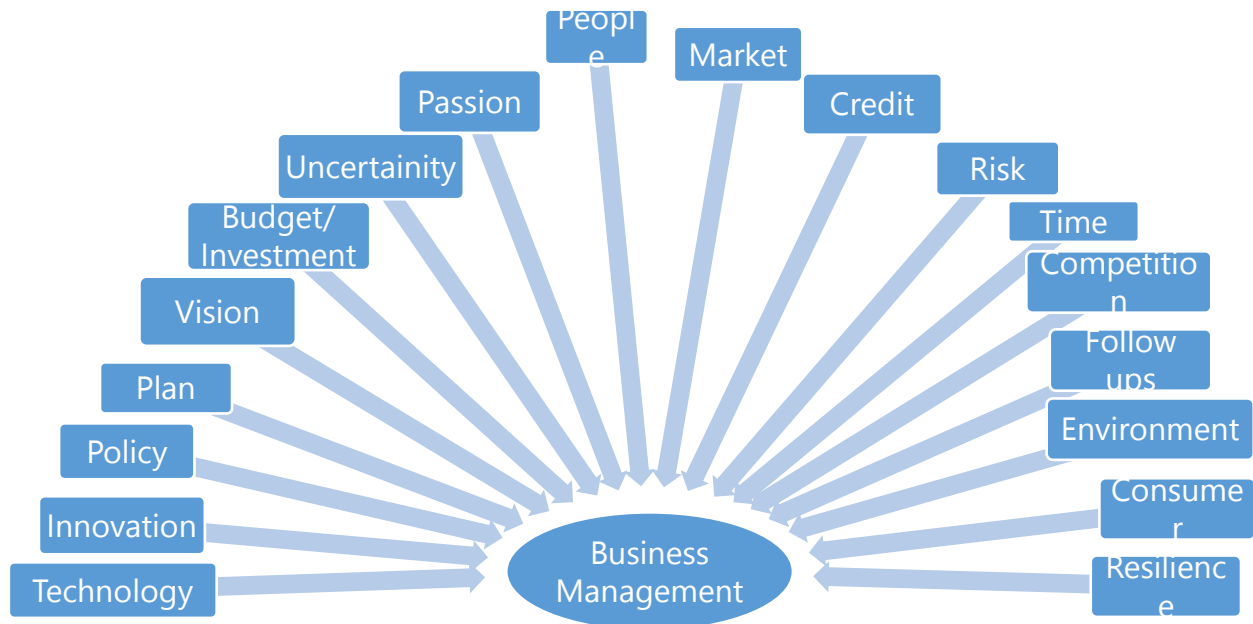 Peopl
e
Market
Passion
Credit
Uncertainity
Risk
Budget/
Investment
Time
Vision
Competitio
n
Follow
ups
Plan
Environment
Policy
Consume
r
Innovation
Technology
Resilienc
e
Business
Management